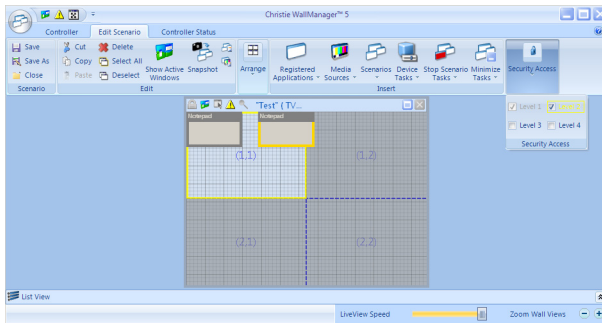 Christie WallManager™ 5
Controller Edit Scenario Controller Status
Save Cut Delete
Save As Copy Select All
Close Paste Deselect
Show Active Windows
Snapshot
Arrange
Registered Applications
Media Sources
Scenarios
Device Tasks
Stop Scenario Tasks
Minimize Tasks
Security Access
Scenario Edit Insert
"Test" ( TV...
Notepad Notepad
Level 1
Level 3 Level 4
Security Access
(1,1) (1,2)
(2,1) (2,2)
List View
LiveView Speed Zoom Wall Views